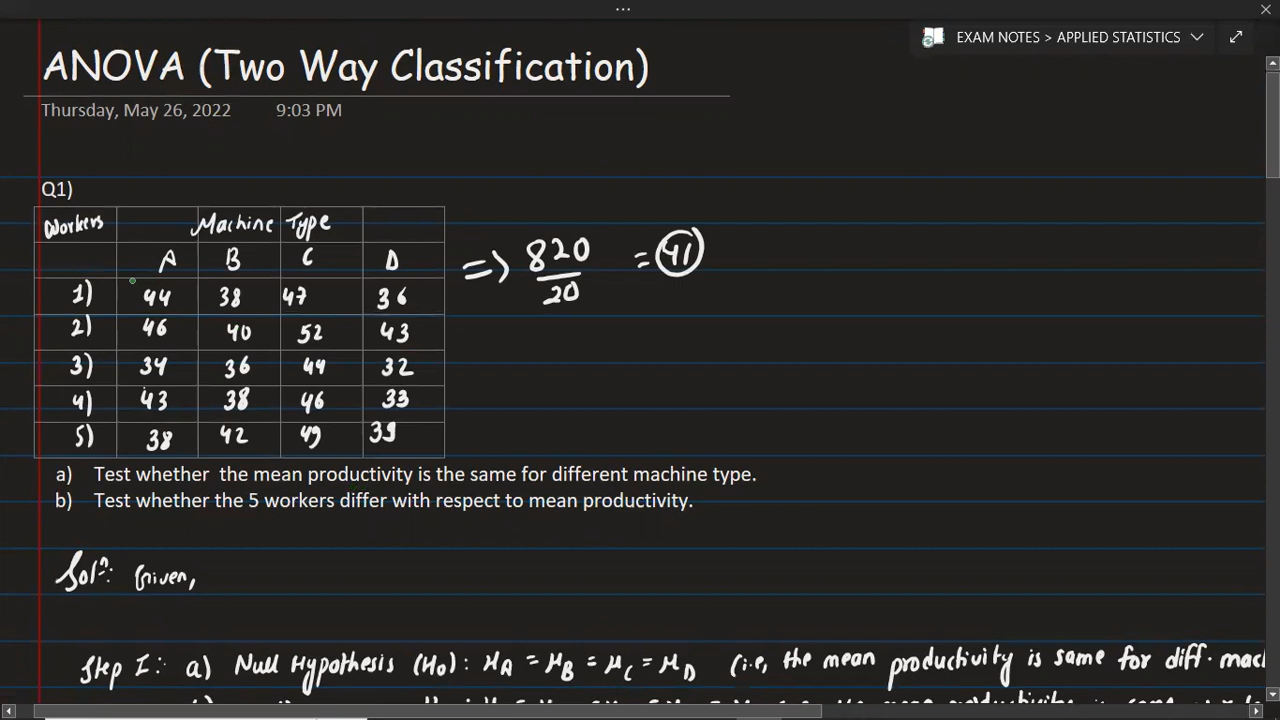 EXAM NOTES > APPLIED STATISTICS
ANOVA (Two Way Classification)
Thursday, May 26, 2022 9:03 PM
Q1)
Workers Machine Type
A B C D
1) 44 38 47 36
2) 46 40 52 43
3) 34 36 44 32
4) 43 38 46 33
5) 38 42 49 39
=> 820 / 20 = 41
a) Test whether the mean productivity is the same for different machine type.
b) Test whether the 5 workers differ with respect to mean productivity.
Solⁿ: Given,
Step I: a) Null Hypothesis (H₀): μA = μB = μC = μD (i.e, the mean productivity is same for diff. mac